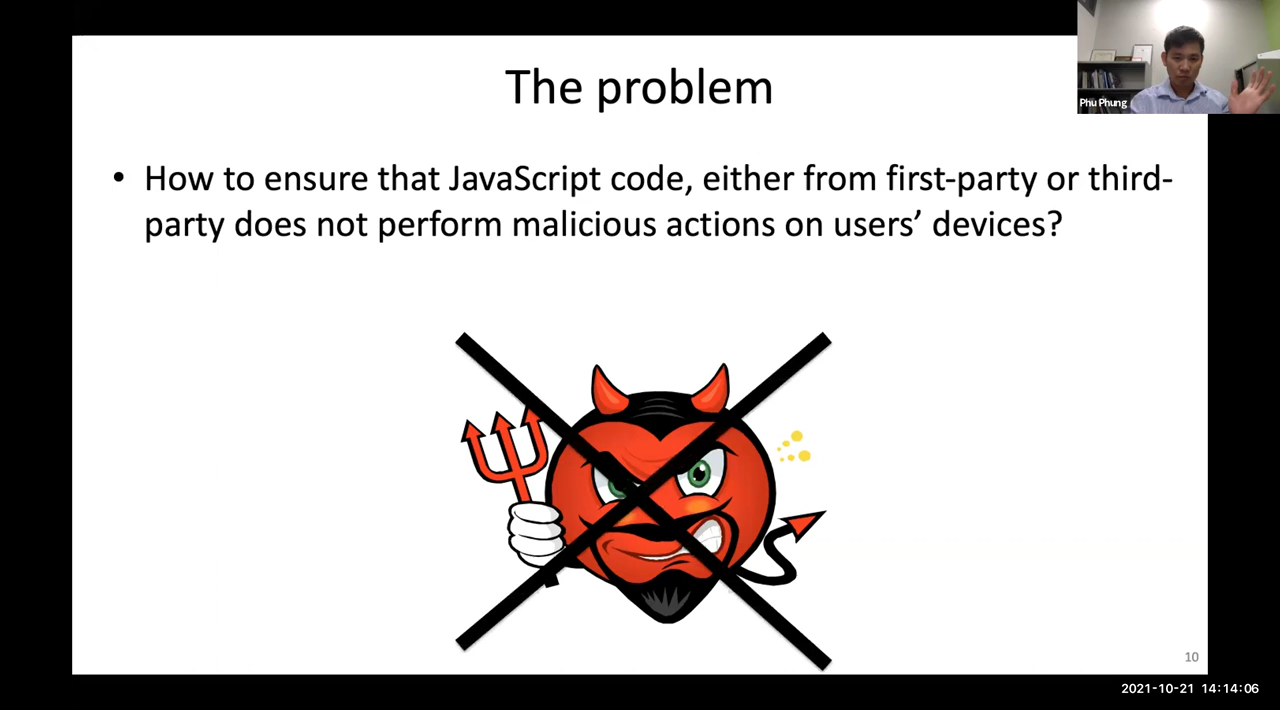 The problem
Phu Phung
• How to ensure that JavaScript code, either from first-party or third-
party does not perform malicious actions on users’ devices?
10
2021-10-21 14:14:06